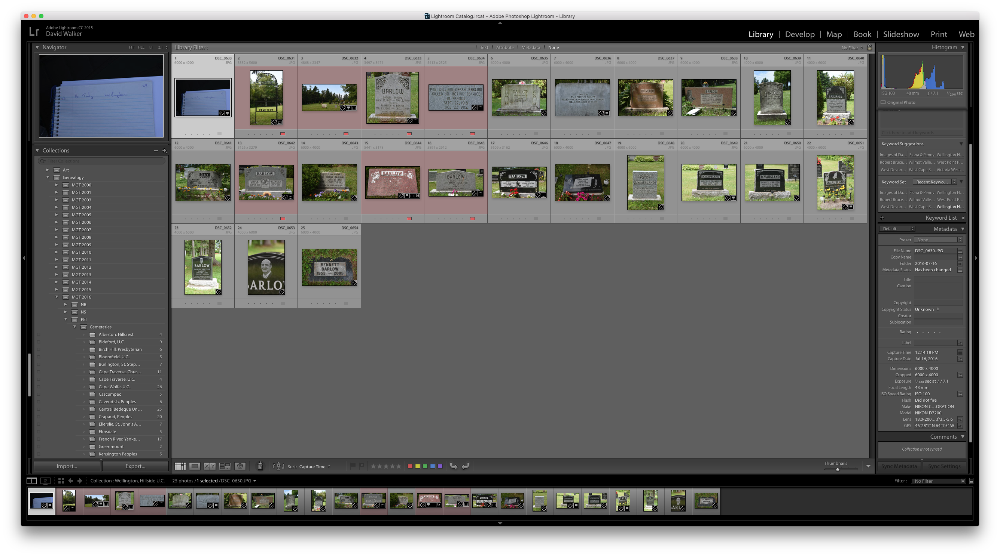 Lightroom Catalog.lrcat - Adobe Photoshop Lightroom - Library
Lr
Adobe Lightroom CC 2015
David Walker
Library | Develop | Map | Book | Slideshow | Print | Web
Navigator FIT FILL 1:1 2:1
Collections
Filter Collections
Art
Genealogy
MGT 2000
MGT 2001
MGT 2003
MGT 2004
MGT 2005
MGT 2006
MGT 2007
MGT 2008
MGT 2009
MGT 2010
MGT 2011
MGT 2012
MGT 2013
MGT 2014
MGT 2015
MGT 2016
NB
NS
PEI
Cemeteries
Alberton, Hillcrest 4
Bideford, U.C. 9
Birch Hill, Presbyterian 6
Bloomfield, U.C. 5
Burlington, St. Step... 7
Cape Traverse, Chur... 11
Cape Traverse, U.C. 4
Cape Wolfe, U.C. 26
Cascumpec 5
Cavendish, Peoples 6
Central Bedeque Un... 25
Crapaud, Peoples 20
Ellerslie, St. John's A... 7
Elmsdale 5
French River, Yanke... 17
Greenmount 2
Kensington Peoples 5
Import... Export...
Library Filter : Text Attribute Metadata None No Filter
1 DSC_0630
6000 x 4000 JPG
2 DSC_0631
3332 x 5600 JPG
CEMETERY
3 DSC_0632
4868 x 2347 JPG
4 DSC_0633
3497 x 3471 JPG
BARLOW
5 DSC_0634
5413 x 2525 JPG
PTE. WILLIAM HARRY BARLOW
KILLED IN ACTIVE SERVICE
IN FRANCE
SEPT. 27, 1918
AGE 22 YRS.
6 DSC_0635
6000 x 4000 JPG
BARLOW
7 DSC_0636
6000 x 4000 JPG
8 DSC_0637
6000 x 4000 JPG
BARLOW
9 DSC_0638
6000 x 4000 JPG
BARLOW
10 DSC_0639
4000 x 6000 JPG
BARLOW
11 DSC_0640
4000 x 6000 JPG
BARLOW
12 DSC_0641
6000 x 4000 JPG
DAY
13 DSC_0642
5126 x 3279 JPG
BARLOW
14 DSC_0643
6000 x 4000 JPG
15 DSC_0644
5441 x 3178 JPG
BARLOW
16 DSC_0645
5891 x 2912 JPG
BARLOW
17 DSC_0646
5609 x 3162 JPG
BARLOW
18 DSC_0647
6000 x 4000 JPG
19 DSC_0648
4000 x 6000 JPG
MACAUSLAND
20 DSC_0649
6000 x 4000 JPG
MACAUSLAND
21 DSC_0650
6000 x 4000 JPG
MACAUSLAND
22 DSC_0651
4000 x 6000 JPG
MACAUSLAND
23 DSC_0652
4000 x 6000 JPG
BARLOW
SAMUEL PRESTON
24 DSC_0653
4000 x 6000 JPG
ARLO
25 DSC_0654
6000 x 4000 JPG
BENNETT
BARLOW
1953 — 2005
Sort: Capture Time
Thumbnails
Histogram
ISO 100 48 mm ƒ / 7.1 1/200 sec
Original Photo
Click here to add keywords
Keyword Suggestions
Images of Da... Fiona & Penny Wellington H...
Robert Bruce... Wilmot Valle... West Point P...
West Devon... West Cape B... Victoria West...
Keyword Set Recent Keywo...
Images of Da... Fiona & Penny Wellington H...
Robert Bruce... Wilmot Valle... West Point P...
West Devon... West Cape B... Wellington H...
Keyword List
Default Metadata
Preset None
File Name DSC_0630.JPG
Copy Name
Folder 2016-07-16
Metadata Status Has been changed
Title
Caption
Copyright
Copyright Status Unknown
Creator
Sublocation
Rating
Label
Capture Time 12:14:18 PM
Capture Date Jul 16, 2016
Dimensions 6000 x 4000
Cropped 6000 x 4000
Exposure 1/200 sec at ƒ / 7.1
Focal Length 48 mm
ISO Speed Rating ISO 100
Flash Did not fire
Make NIKON C...ORATION
Model NIKON D7200
Lens 18.0-200....f/3.5-5.6
GPS 46°28'1" N 64°1'5" W
Comments
Collection is not synced
Sync Metadata Sync Settings
1 2 Collection : Wellington, Hillside U.C. 25 photos / 1 selected / DSC_0630.JPG Filter : No Filter